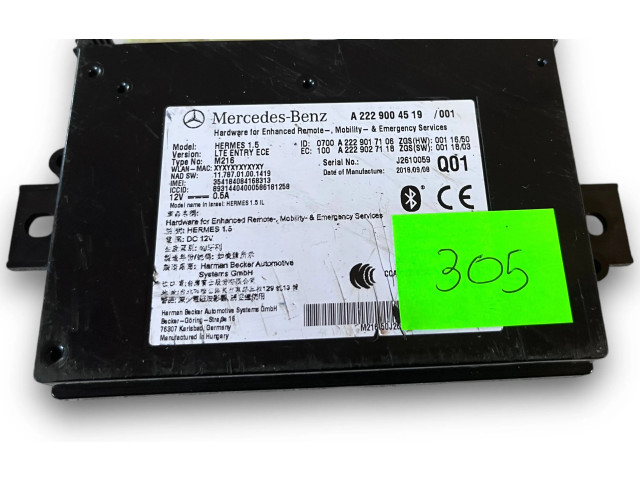 Mercedes-Benz A 222 900 45 19 /001
Hardware for Enhanced Remote-, Mobility- & Emergency Services
Model: HERMES 1.5 ID: 0700 A 222 901 71 06 ZGS(HW) 001 16/50
Version: LTE ENTRY ECE EC: 100 A 222 902 71 18 ZGS(SW) 001 18/03
Type No: M216
WLAN-MAC: XYXYXYXYXYXY Serial No.: J2610059
NAD SW: 11.787.01.00.1419 Date of Manufacture: 2018/09/08 Q01
IMEI: 354184084168313
ICCID: 89314404000586181258
12V 0.5A
Model name in Israel: HERMES 1.5 IL
Hardware for Enhanced Remote-, Mobility- & Emergency Services
型號: HERMES 1.5
電源: DC 12V
Harman Becker Automotive
Systems GmbH
Harman Becker Automotive Systems GmbH
Becker-Göring-Straße 16
76307 Karlsbad, Germany
Manufactured in Hungary
305